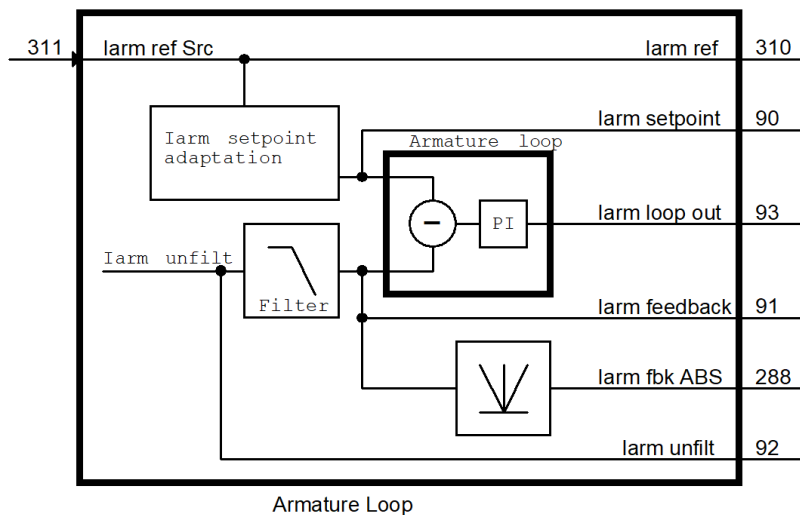 311 Iarm ref Src Iarm ref 310
Iarm setpoint 90
Iarm setpoint
adaptation
Armature loop
Iarm loop out 93
− PI
Iarm unfilt
Filter
Iarm feedback 91
Iarm fbk ABS 288
Iarm unfilt 92
Armature Loop